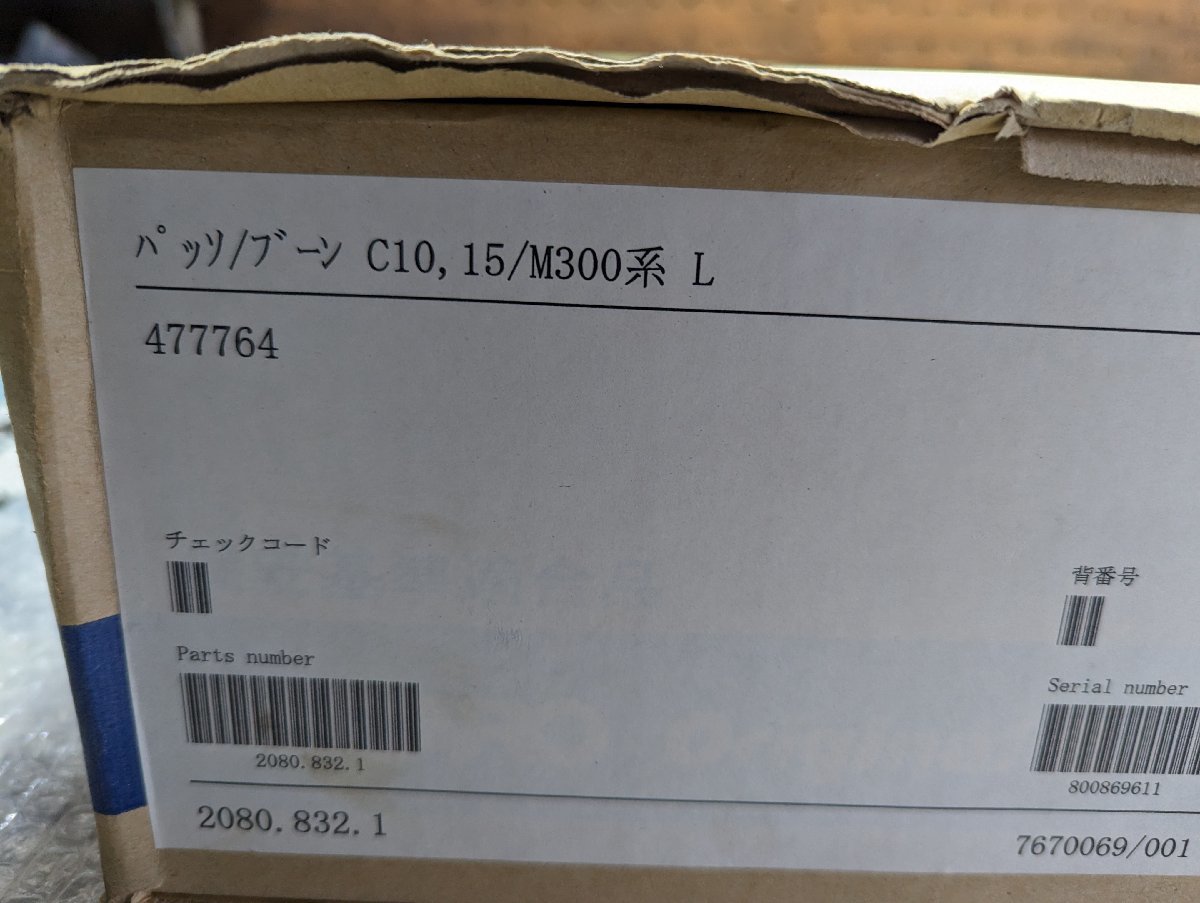 ﾊﾟｯｿ/ﾌﾞｰﾝ C10,15/M300系 L
477764
チェックコード
背番号
Parts number
Serial number
2080.832.1
800869611
2080.832.1
7670069/001